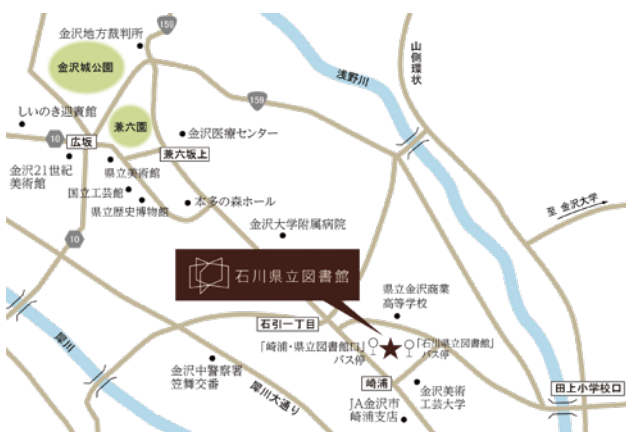 金沢地方裁判所
159
金沢城公園
浅野川
山側環状
しいのき迎賓館
兼六園
159
10
広坂
金沢医療センター
兼六坂上
金沢21世紀
美術館
県立美術館
国立工芸館
県立歴史博物館
本多の森ホール
至 金沢大学
金沢大学附属病院
10
石川県立図書館
県立金沢商業
高等学校
石引一丁目
「崎浦・県立図書館口」
バス停
「石川県立図書館」
バス停
犀川
金沢中警察署
笠舞交番
犀川大通り
崎浦
金沢美術
工芸大学
田上小学校口
JA金沢市
崎浦支店